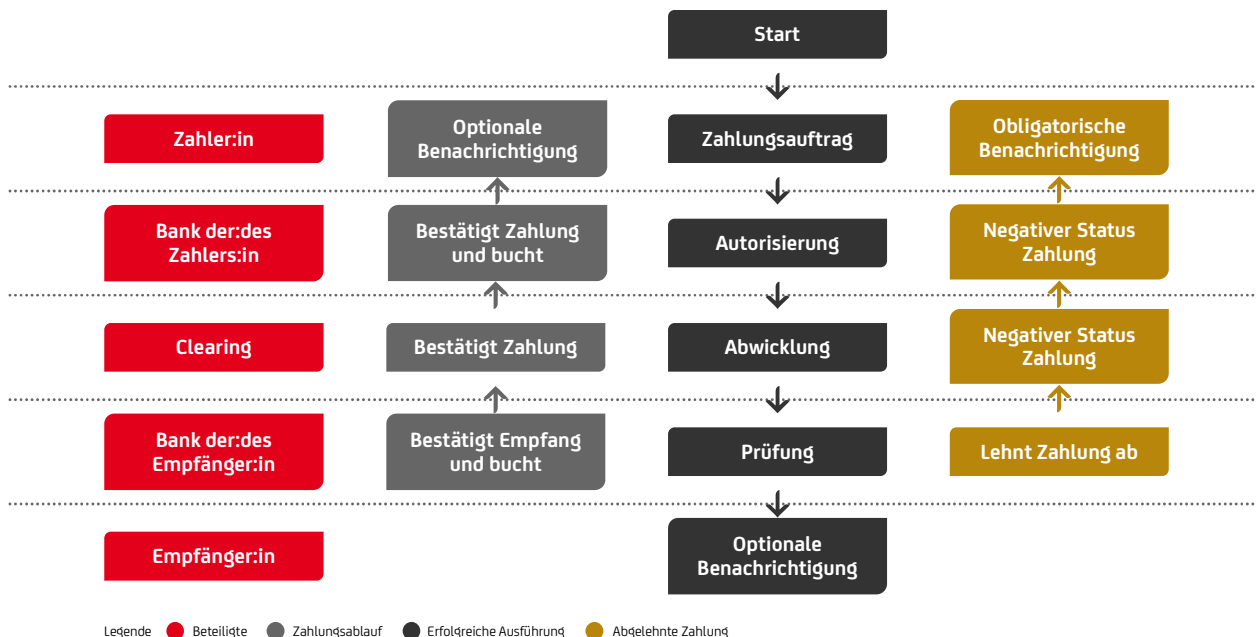 Start
Zahler:in
Optionale
Benachrichtigung
Zahlungsauftrag
Obligatorische
Benachrichtigung
Bank der:des
Zahlers:in
Bestätigt Zahlung
und bucht
Autorisierung
Negativer Status
Zahlung
Clearing
Bestätigt Zahlung
Abwicklung
Negativer Status
Zahlung
Bank der:des
Empfänger:in
Bestätigt Empfang
und bucht
Prüfung
Lehnt Zahlung ab
Empfänger:in
Optionale
Benachrichtigung
Legende Beteiligte Zahlungsablauf Erfolgreiche Ausführung Abgelehnte Zahlung